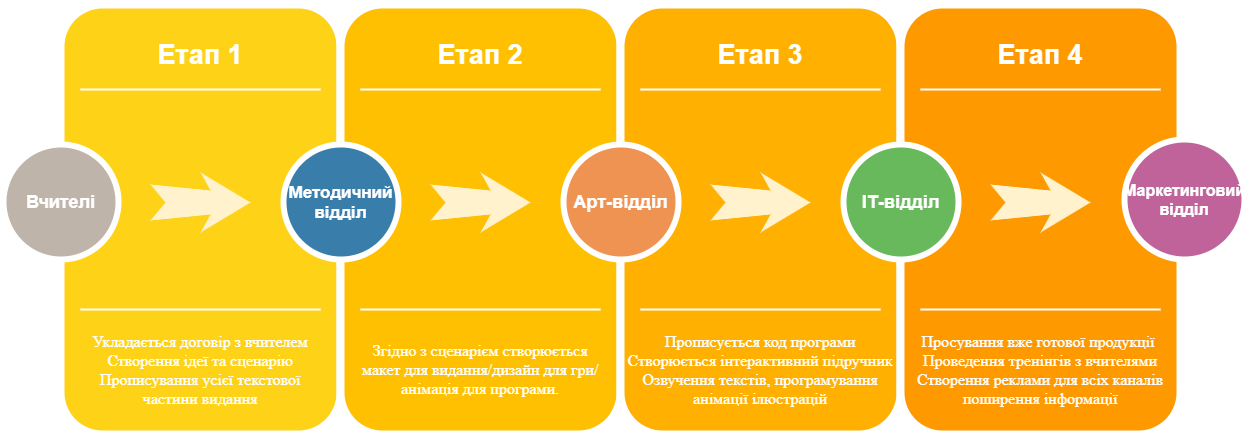 Етап 1
Етап 2
Етап 3
Етап 4
Вчителі
Методичний
відділ
Арт-відділ
ІТ-відділ
Маркетинговий
відділ
Укладається договір з вчителем
Створення ідеї та сценарію
Прописування усієї текстової
частини видання
Згідно з сценарієм створюється
макет для видання/дизайн для гри/
анімація для програми.
Прописується код програми
Створюється інтерактивний підручник
Озвучення текстів, програмування
анімації ілюстрацій
Просування вже готової продукції
Проведення тренінгів з вчителями
Створення реклами для всіх каналів
поширення інформації